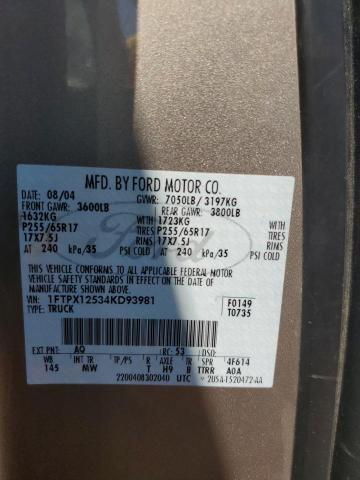 MFD. BY FORD MOTOR CO.
DATE: 08/04 GVWR: 7050LB/ 3197KG
FRONT GAWR: 3600LB REAR GAWR: 3800LB
1632KG 1723KG
P255/65R17 TIRES P255/65R17
17X7.5J RIMS 17X7.5J
AT 240 kPa/35 PSI COLD AT 240 kPa/35 PSI COLD
THIS VEHICLE CONFORMS TO ALL APPLICABLE FEDERAL MOTOR
VEHICLE SAFETY STANDARDS IN EFFECT ON THE DATE OF
MANUFACTURE SHOWN ABOVE.
VIN: 1FTPX12534KD93981 F0149
TYPE: TRUCK T0735
EXT PNT: AQ RC: 53 DSO:
WB INT TR TP/PS R AXLE TR SPR 4F614
145 MW T H9 B TTRR A0A
2200408302040 UTC 2U5A-1520472-AA